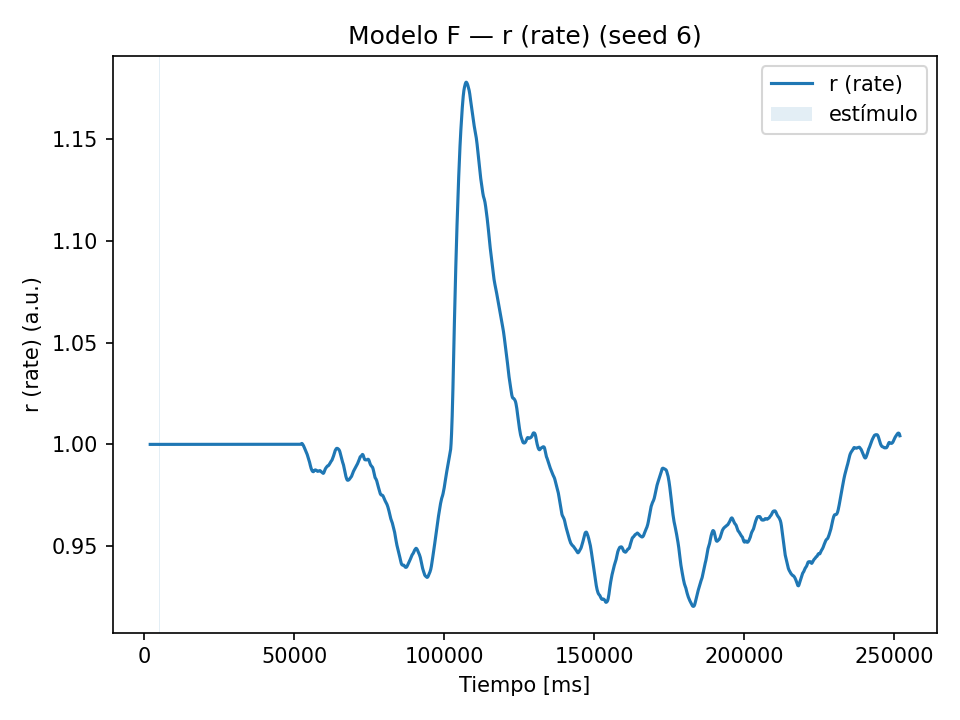 Modelo F — r (rate) (seed 6)
r (rate)
estímulo
1.15
1.10
1.05
1.00
0.95
r (rate) (a.u.)
0 50000 100000 150000 200000 250000
Tiempo [ms]